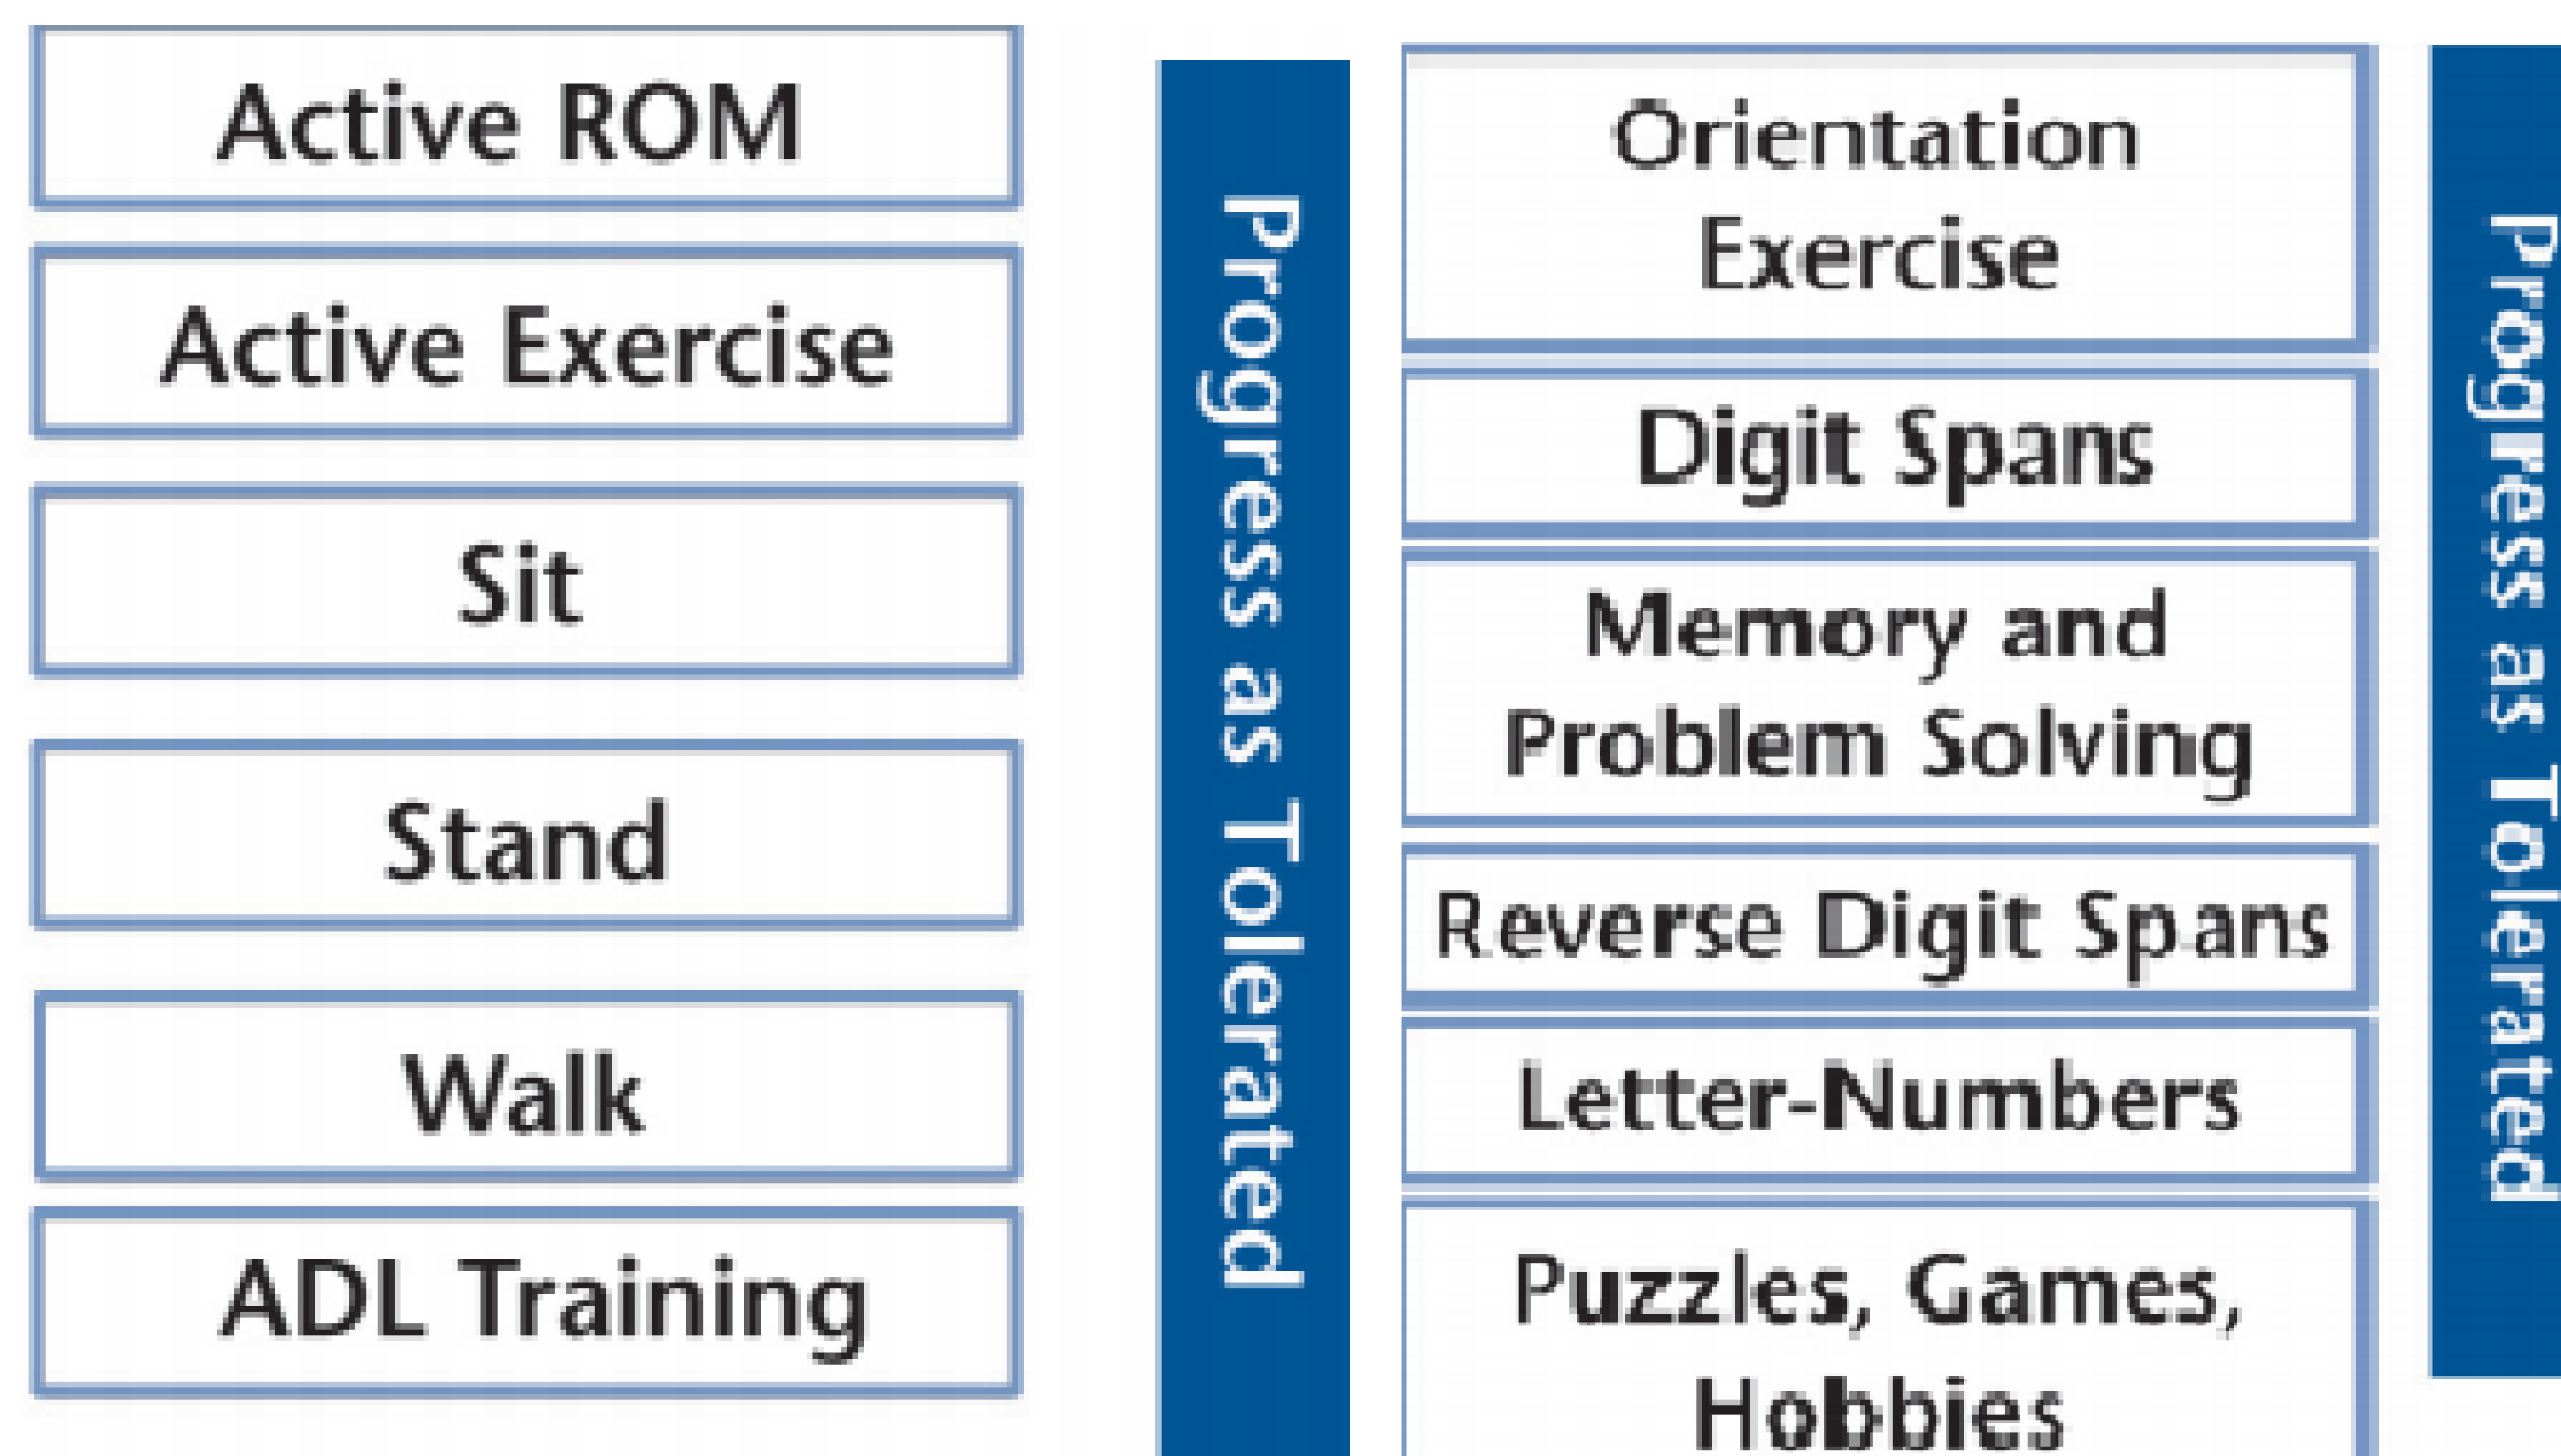 Active ROM
Active Exercise
Sit
Stand
Walk
ADL Training
Progress as Tolerated
Orientation
Exercise
Digit Spans
Memory and
Problem Solving
Reverse Digit Spans
Letter-Numbers
Puzzles, Games,
Hobbies
Progress as Tolerated